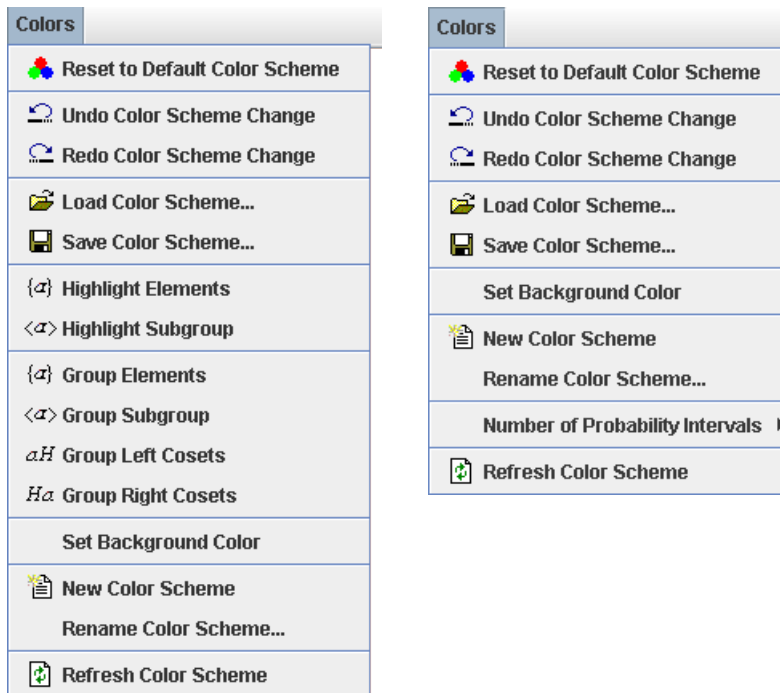 Colors
Reset to Default Color Scheme
Undo Color Scheme Change
Redo Color Scheme Change
Load Color Scheme...
Save Color Scheme...
{a} Highlight Elements
<a> Highlight Subgroup
{a} Group Elements
<a> Group Subgroup
aH Group Left Cosets
Ha Group Right Cosets
Set Background Color
New Color Scheme
Rename Color Scheme...
Refresh Color Scheme
Colors
Reset to Default Color Scheme
Undo Color Scheme Change
Redo Color Scheme Change
Load Color Scheme...
Save Color Scheme...
Set Background Color
New Color Scheme
Rename Color Scheme...
Number of Probability Intervals
Refresh Color Scheme